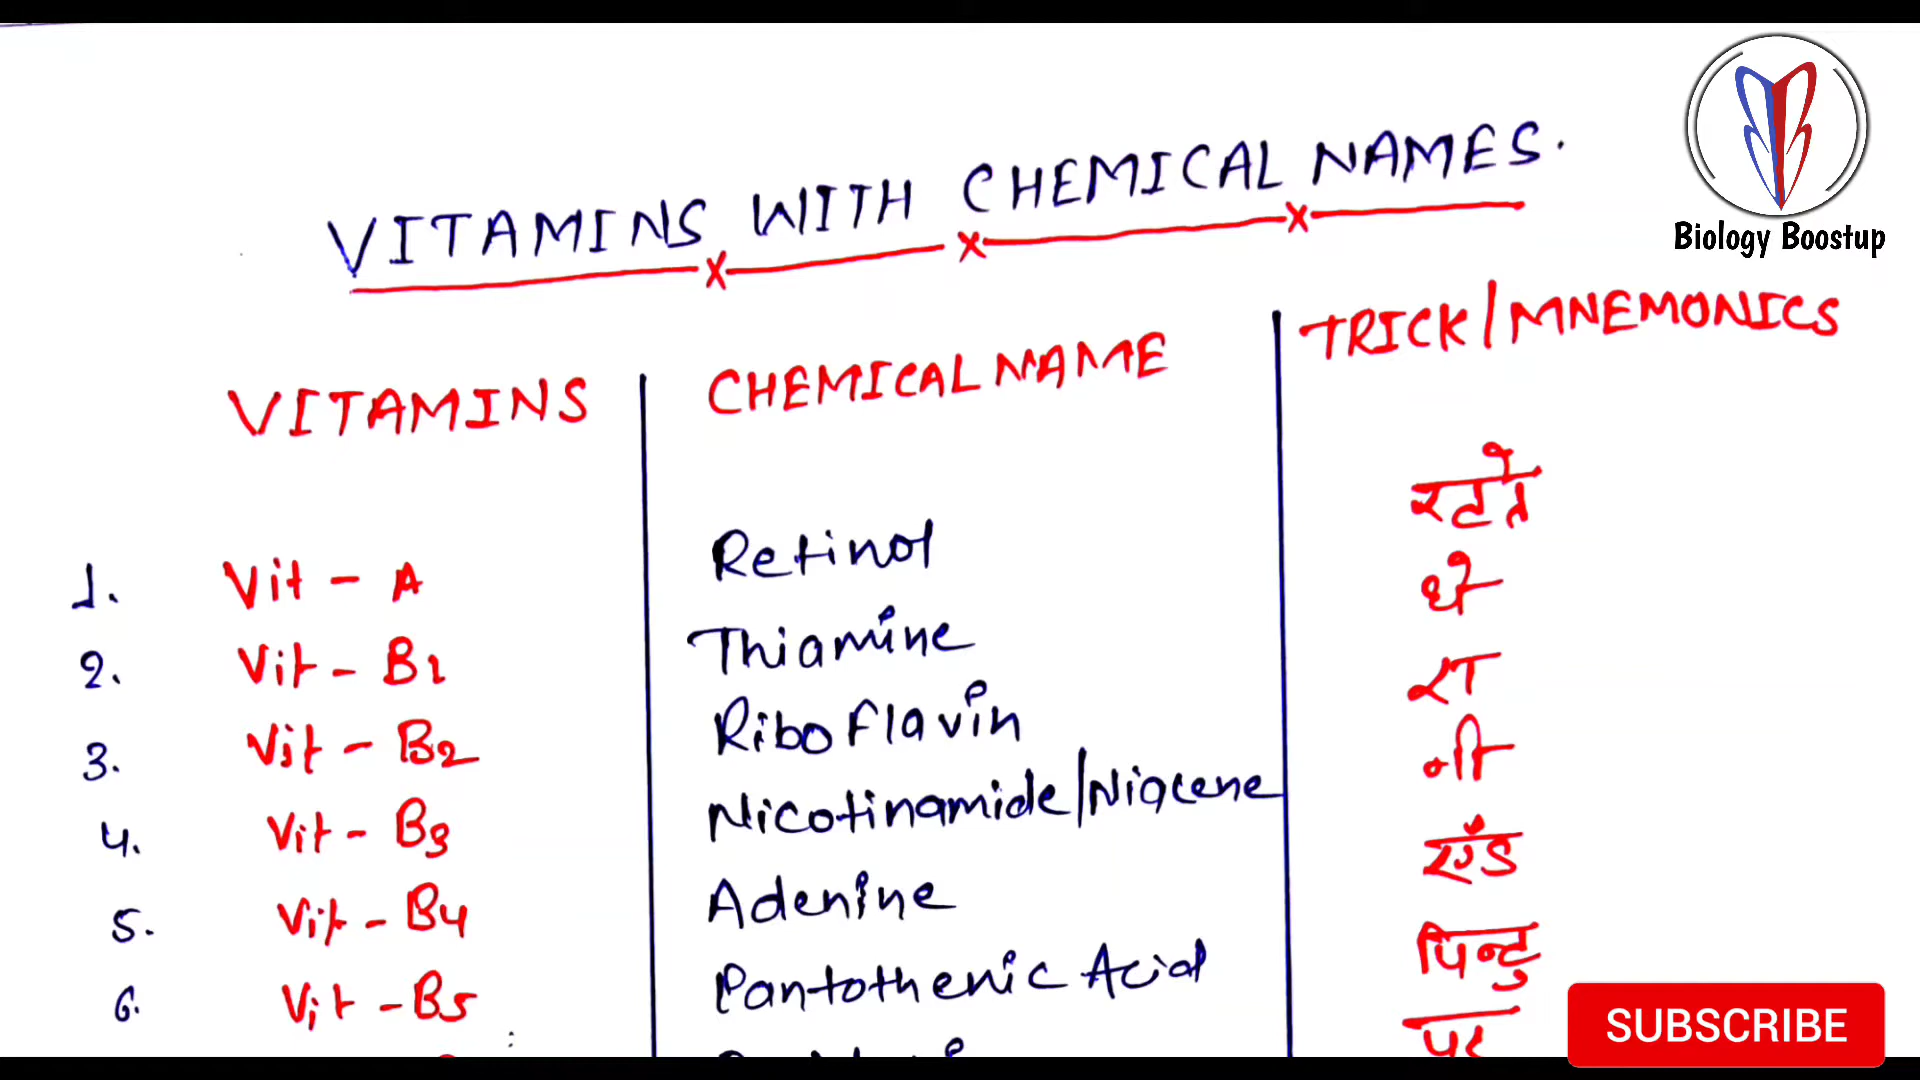 VITAMINS WITH CHEMICAL NAMES.
Biology Boostup
VITAMINS CHEMICAL NAME TRICK/MNEMONICS
1. Vit - A Retinol रटते
2. Vit - B1 Thiamine थे
3. Vit - B2 Riboflavin रा
4. Vit - B3 Nicotinamide/Niacene नी
5. Vit - B4 Adenine एँड
6. Vit - B5 Pantothenic Acid पिन्टु
पर
SUBSCRIBE